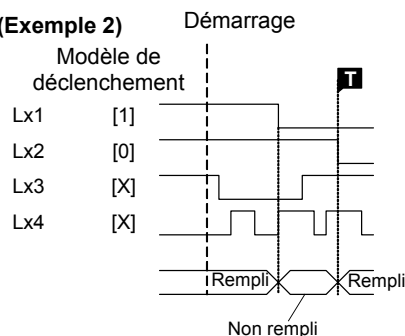 (Exemple 2)
Démarrage
Modèle de
déclenchement
T
Lx1 [1]
Lx2 [0]
Lx3 [X]
Lx4 [X]
Rempli
Rempli
Non rempli